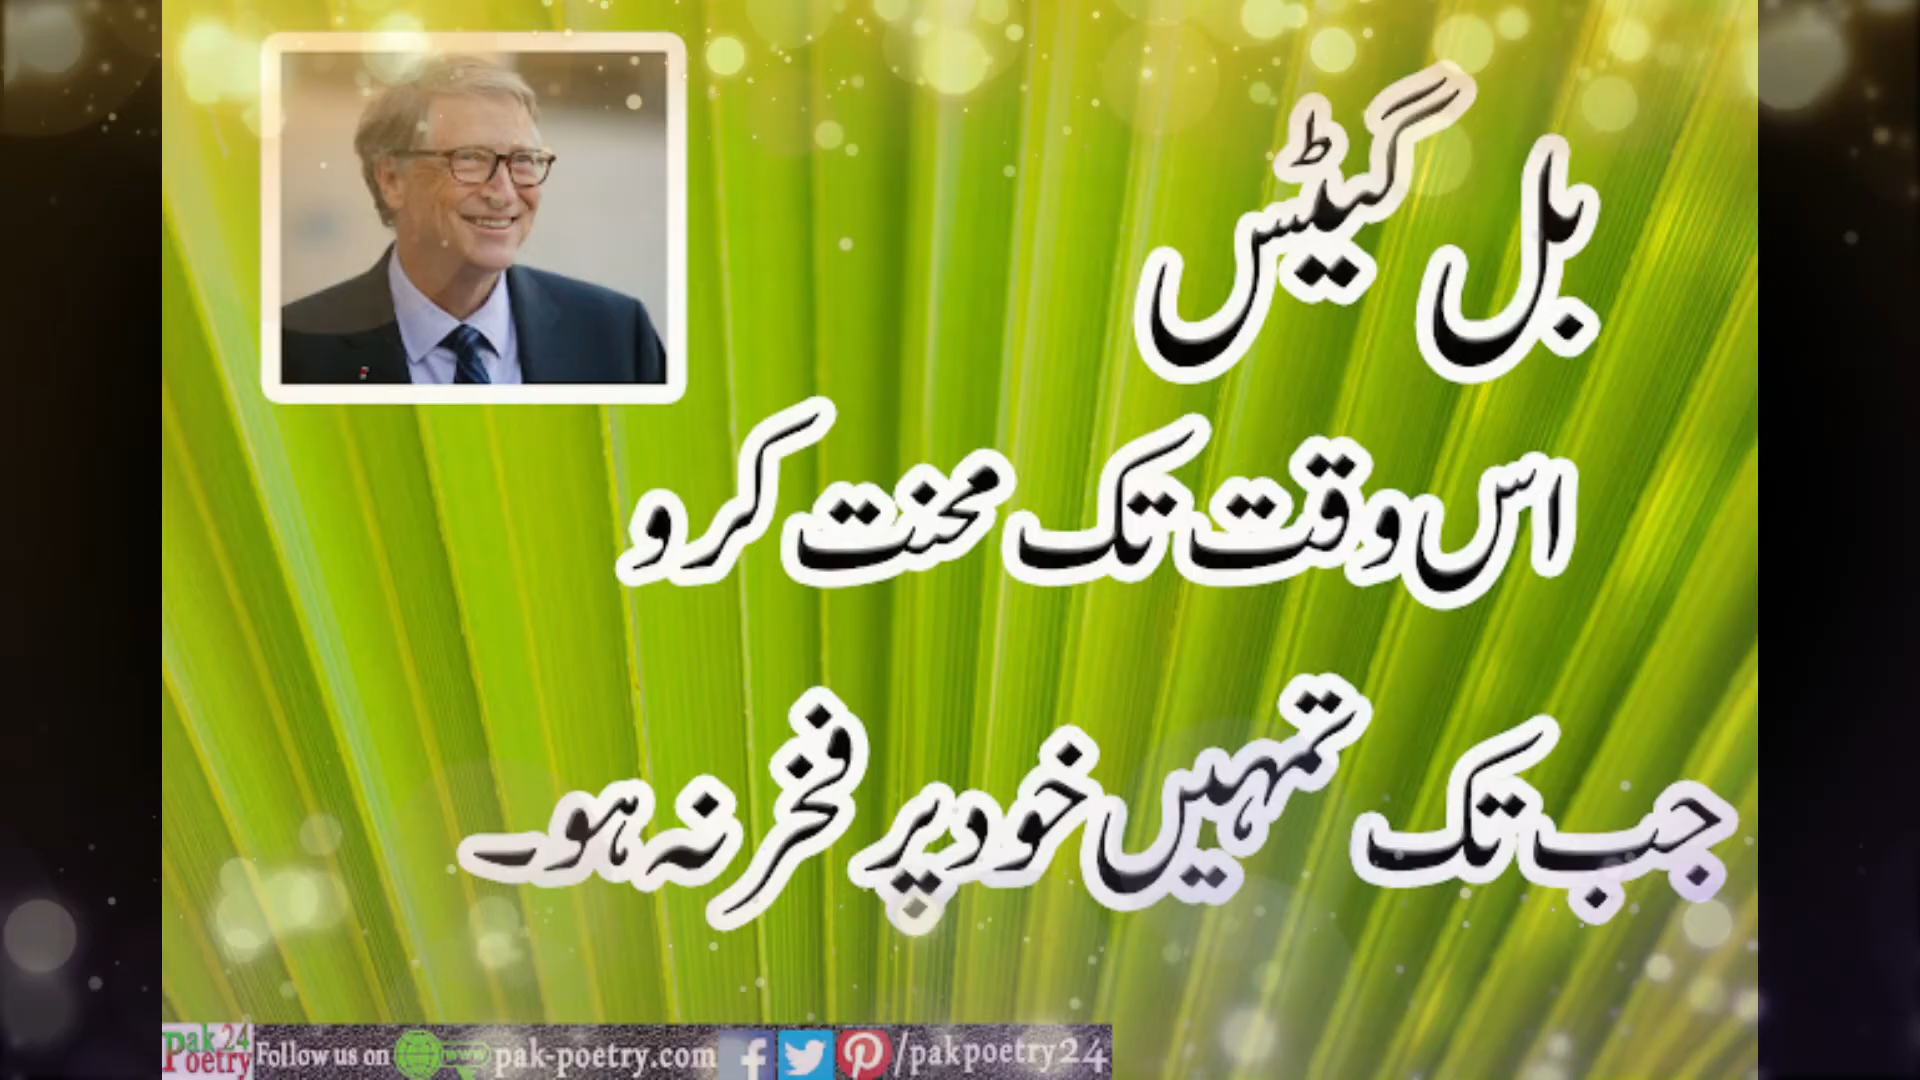 بل گیٹس
اس وقت تک محنت کرو
جب تک تمہیں خود پر فخر نہ ہو۔
Pak 24 Poetry Follow us on www pak-poetry.com /pakpoetry24